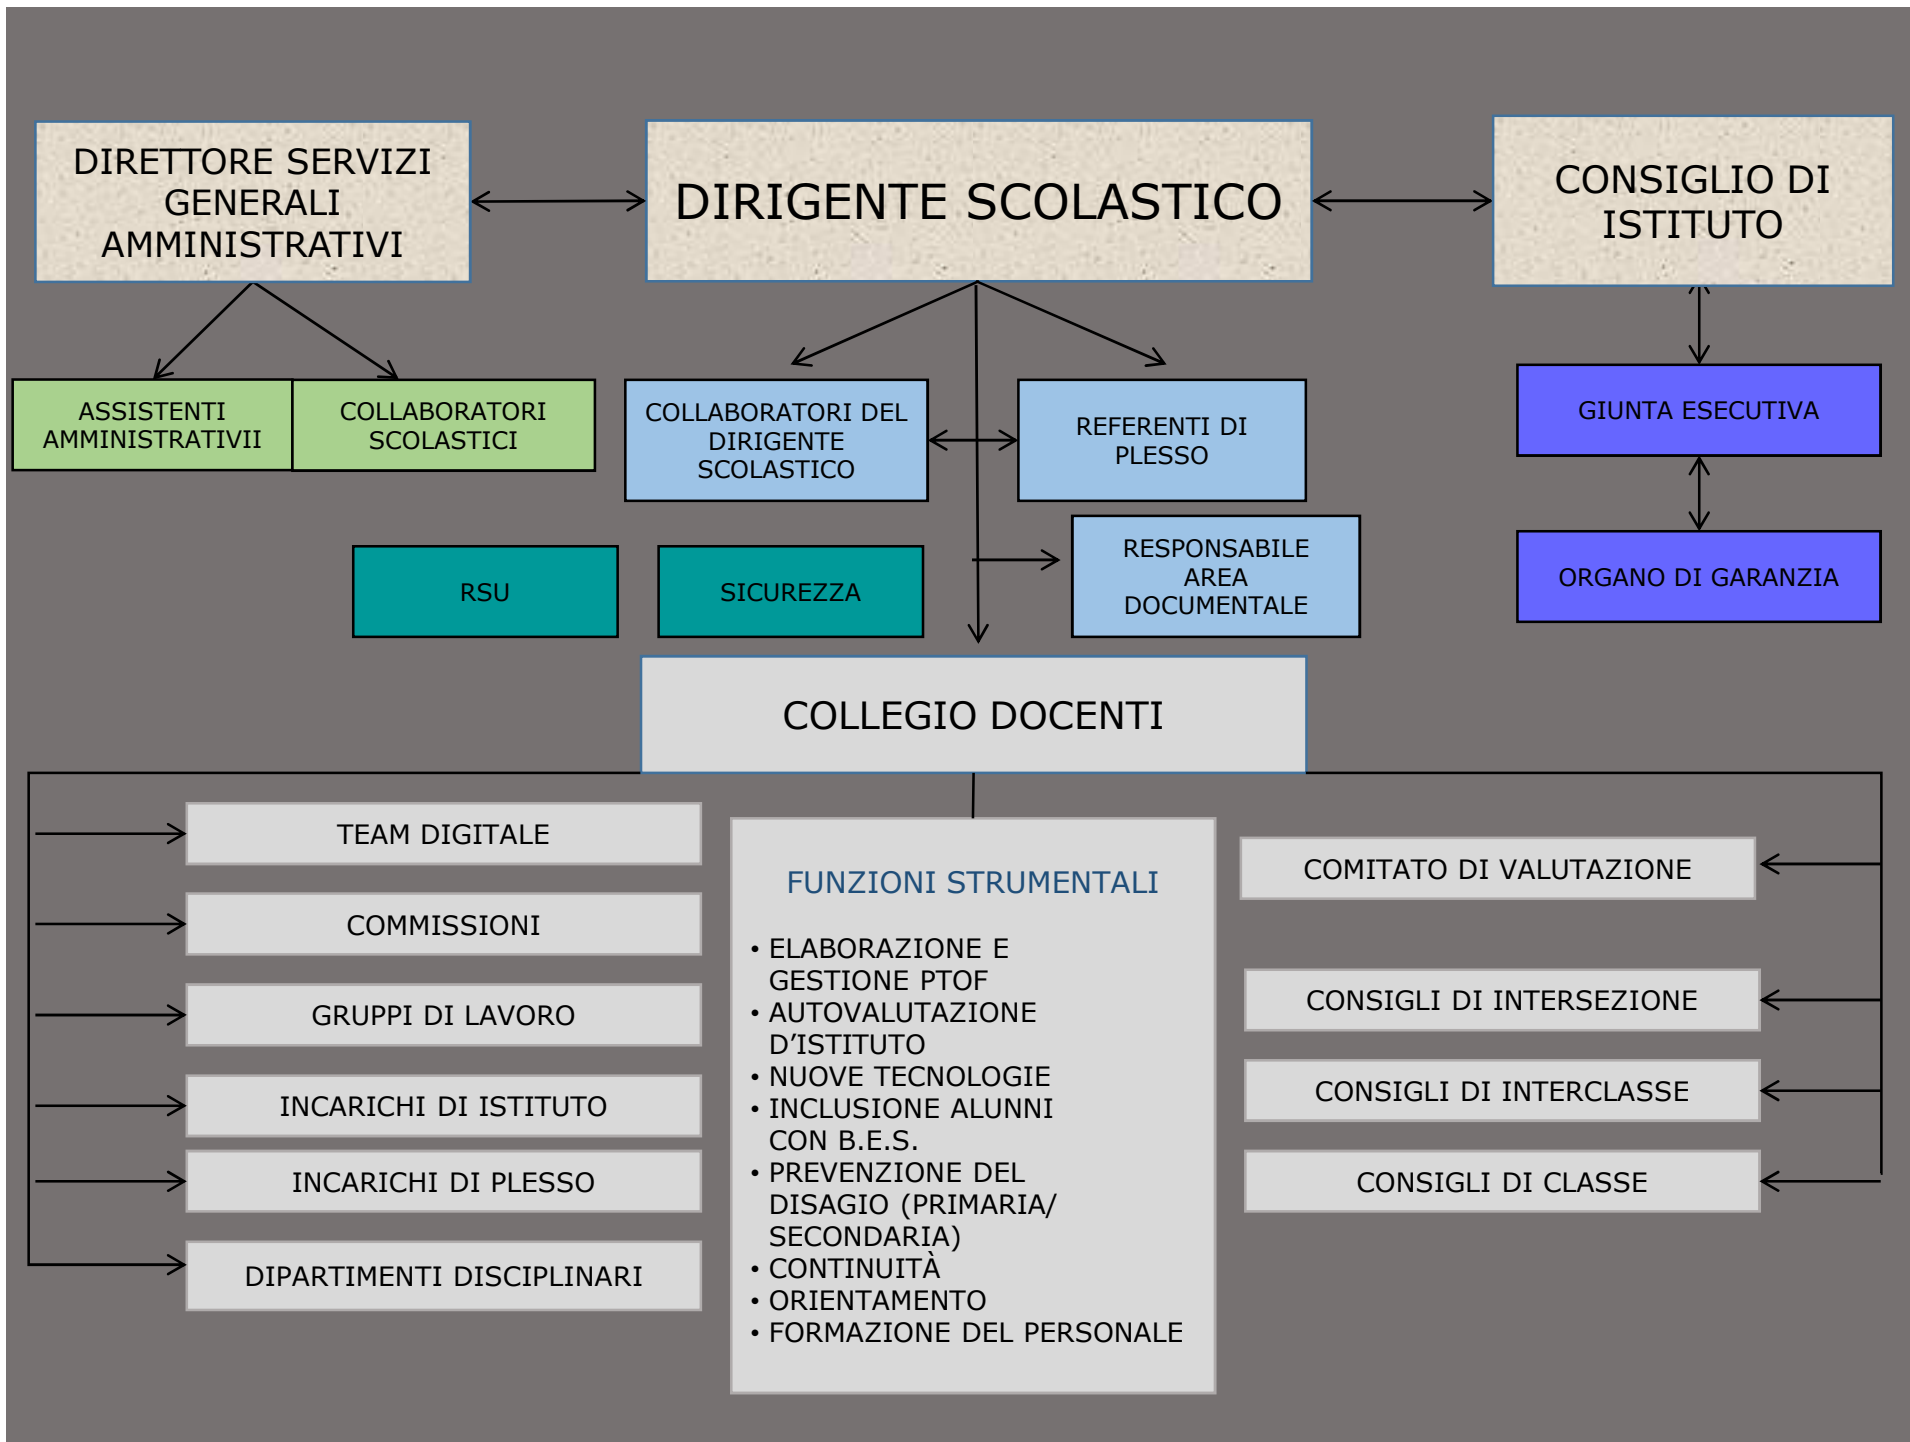 DIRETTORE SERVIZI
GENERALI
AMMINISTRATIVI
DIRIGENTE SCOLASTICO
CONSIGLIO DI
ISTITUTO
ASSISTENTI
AMMINISTRATIVII
COLLABORATORI
SCOLASTICI
COLLABORATORI DEL
DIRIGENTE
SCOLASTICO
REFERENTI DI
PLESSO
GIUNTA ESECUTIVA
RSU
SICUREZZA
RESPONSABILE
AREA
DOCUMENTALE
ORGANO DI GARANZIA
COLLEGIO DOCENTI
TEAM DIGITALE
COMMISSIONI
GRUPPI DI LAVORO
INCARICHI DI ISTITUTO
INCARICHI DI PLESSO
DIPARTIMENTI DISCIPLINARI
FUNZIONI STRUMENTALI
• ELABORAZIONE E
GESTIONE PTOF
• AUTOVALUTAZIONE
D’ISTITUTO
• NUOVE TECNOLOGIE
• INCLUSIONE ALUNNI
CON B.E.S.
• PREVENZIONE DEL
DISAGIO (PRIMARIA/
SECONDARIA)
• CONTINUITÀ
• ORIENTAMENTO
• FORMAZIONE DEL PERSONALE
COMITATO DI VALUTAZIONE
CONSIGLI DI INTERSEZIONE
CONSIGLI DI INTERCLASSE
CONSIGLI DI CLASSE